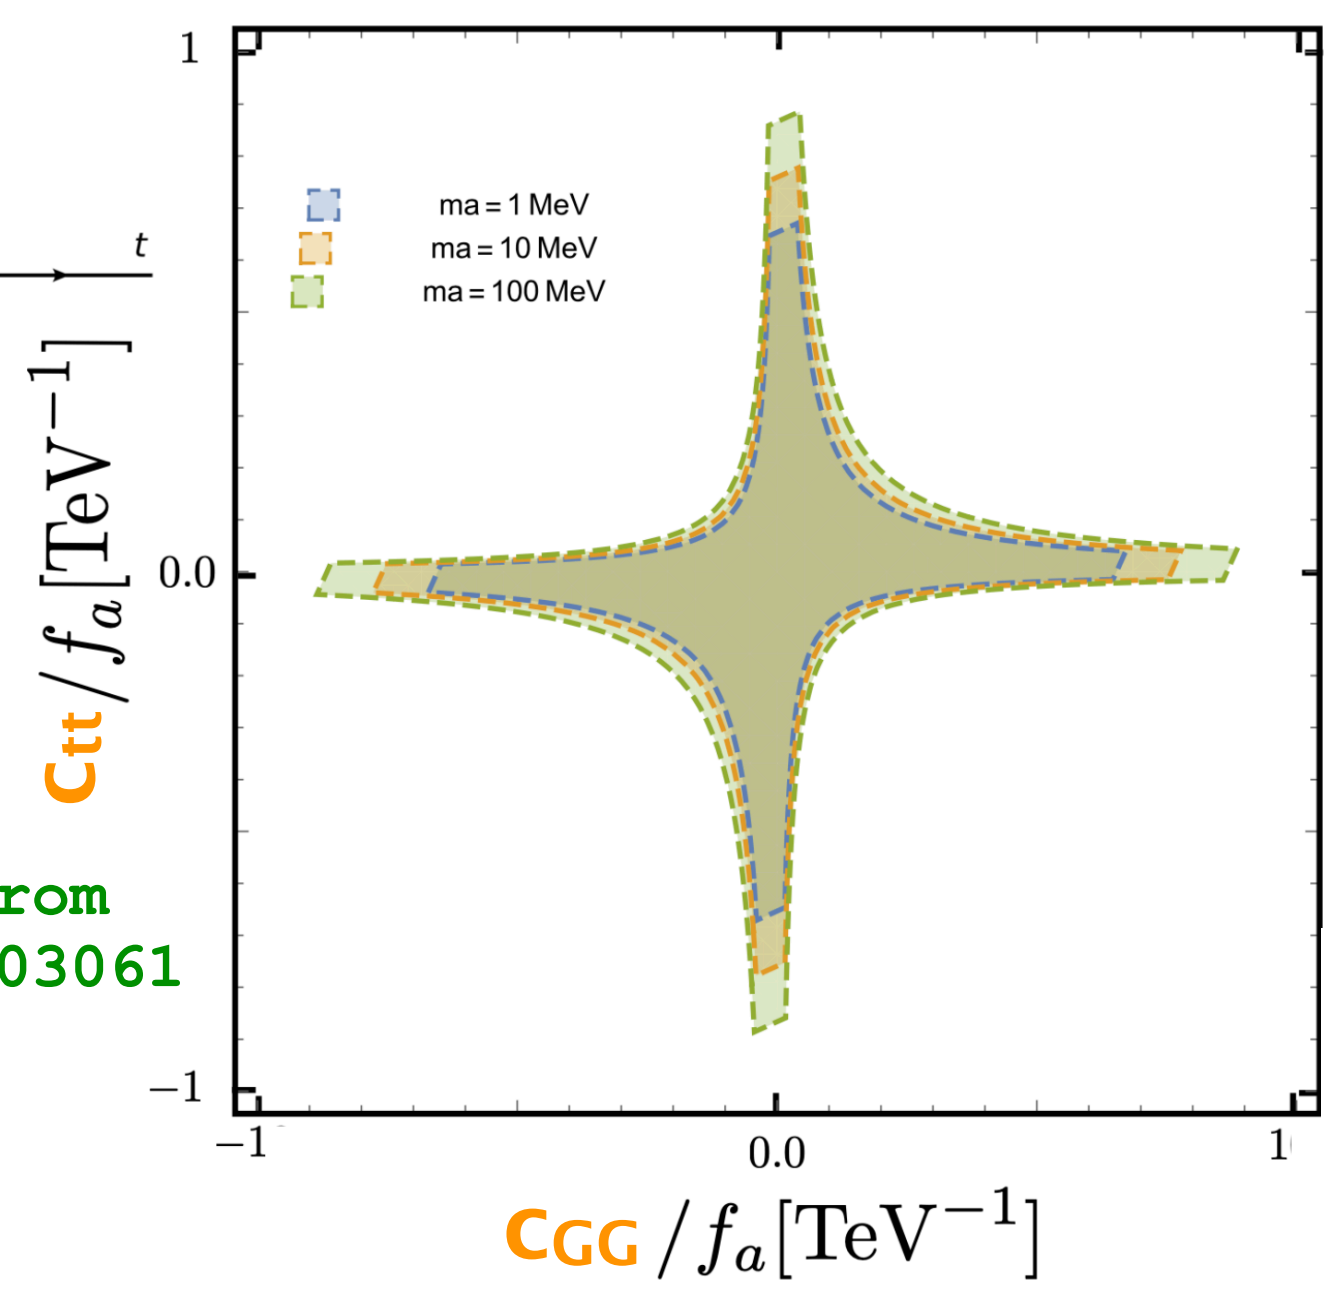 1
ma = 1 MeV
t
ma = 10 MeV
ma = 100 MeV
Ctt /fa[TeV−1]
0.0
rom
03061
−1
−1 0.0 1
CGG /fa[TeV−1]